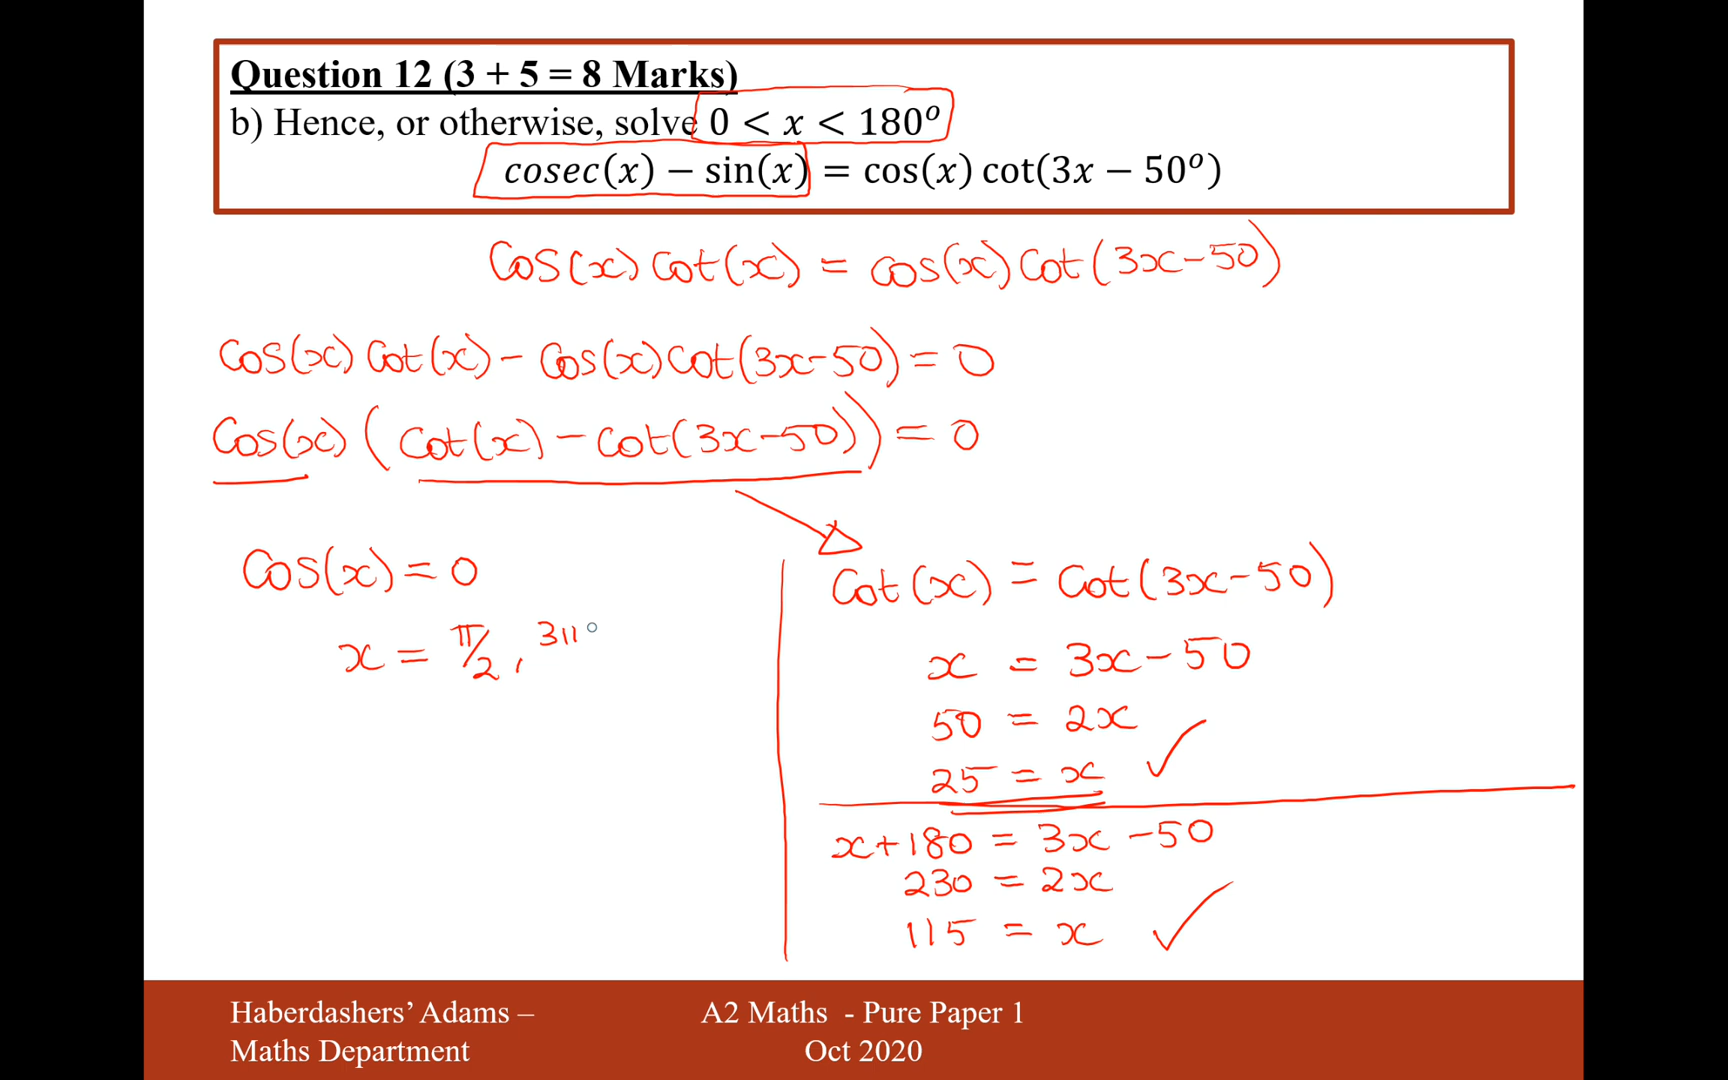 Question 12 (3 + 5 = 8 Marks)
b) Hence, or otherwise, solve 0 < x < 180°
cosec(x) − sin(x) = cos(x) cot(3x − 50°)
Cos(x) Cot(x) = cos(x) Cot(3x−50)
Cos(x) Cot(x) − Cos(x) Cot(3x−50) = 0
Cos(x) (Cot(x) − Cot(3x−50)) = 0
Cos(x) = 0
x = π/2,
Cot(x) = Cot(3x−50)
x = 3x−50
50 = 2x
25 = x ✓
x+180 = 3x −50
230 = 2x
115 = x ✓
Haberdashers’ Adams –
Maths Department
A2 Maths - Pure Paper 1
Oct 2020